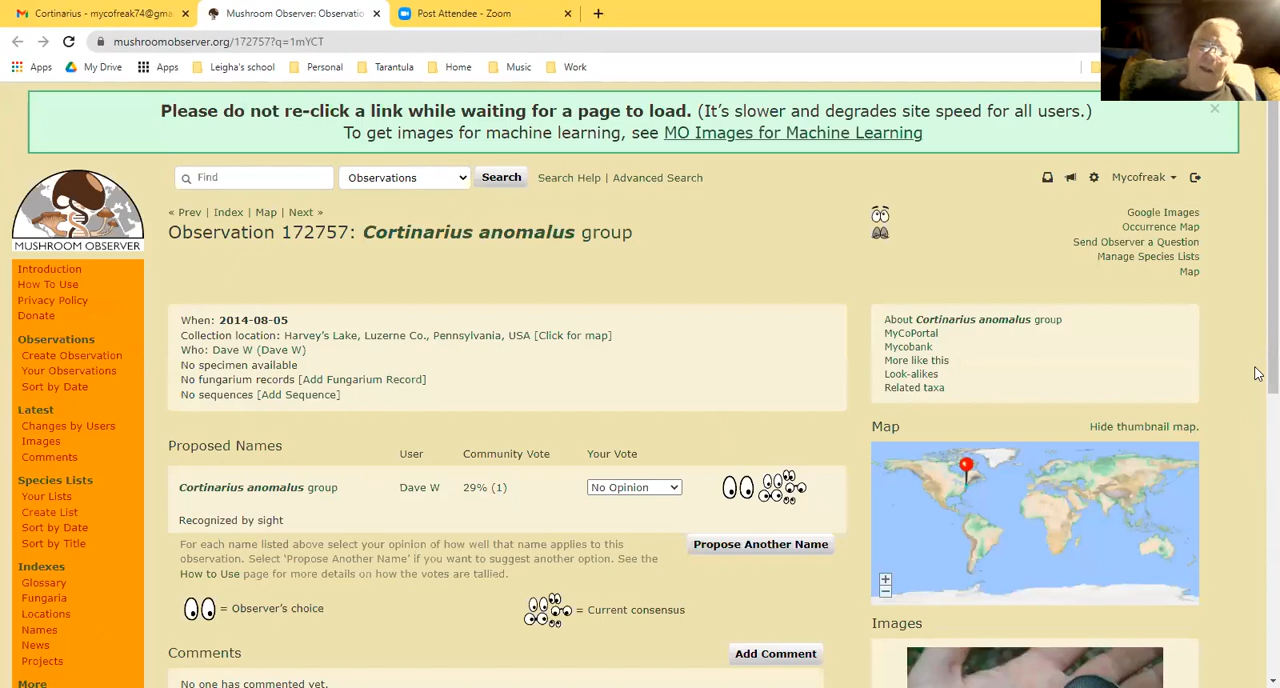 Cortinarius - mycofreak74@gma
Mushroom Observer: Observatio
Post Attendee - Zoom
mushroomobserver.org/172757?q=1mYCT
Apps My Drive Apps Leigha's school Personal Tarantula Home Music Work
Please do not re-click a link while waiting for a page to load. (It's slower and degrades site speed for all users.)
To get images for machine learning, see MO Images for Machine Learning
Find Observations Search Search Help | Advanced Search Mycofreak
« Prev | Index | Map | Next »
Observation 172757: Cortinarius anomalus group
Google Images
Occurrence Map
Send Observer a Question
Manage Species Lists
Map
MUSHROOM OBSERVER
Introduction
How To Use
Privacy Policy
Donate
Observations
Create Observation
Your Observations
Sort by Date
Latest
Changes by Users
Images
Comments
Species Lists
Your Lists
Create List
Sort by Date
Sort by Title
Indexes
Glossary
Fungaria
Locations
Names
News
Projects
More
When: 2014-08-05
Collection location: Harvey's Lake, Luzerne Co., Pennsylvania, USA [Click for map]
Who: Dave W (Dave W)
No specimen available
No fungarium records [Add Fungarium Record]
No sequences [Add Sequence]
About Cortinarius anomalus group
MyCoPortal
Mycobank
More like this
Look-alikes
Related taxa
Proposed Names
User Community Vote Your Vote
Cortinarius anomalus group Dave W 29% (1) No Opinion
Recognized by sight
For each name listed above select your opinion of how well that name applies to this
observation. Select 'Propose Another Name' if you want to suggest another option. See the
How to Use page for more details on how the votes are tallied.
Propose Another Name
= Observer's choice
= Current consensus
Comments
Add Comment
No one has commented yet.
Map Hide thumbnail map.
+
−
Images